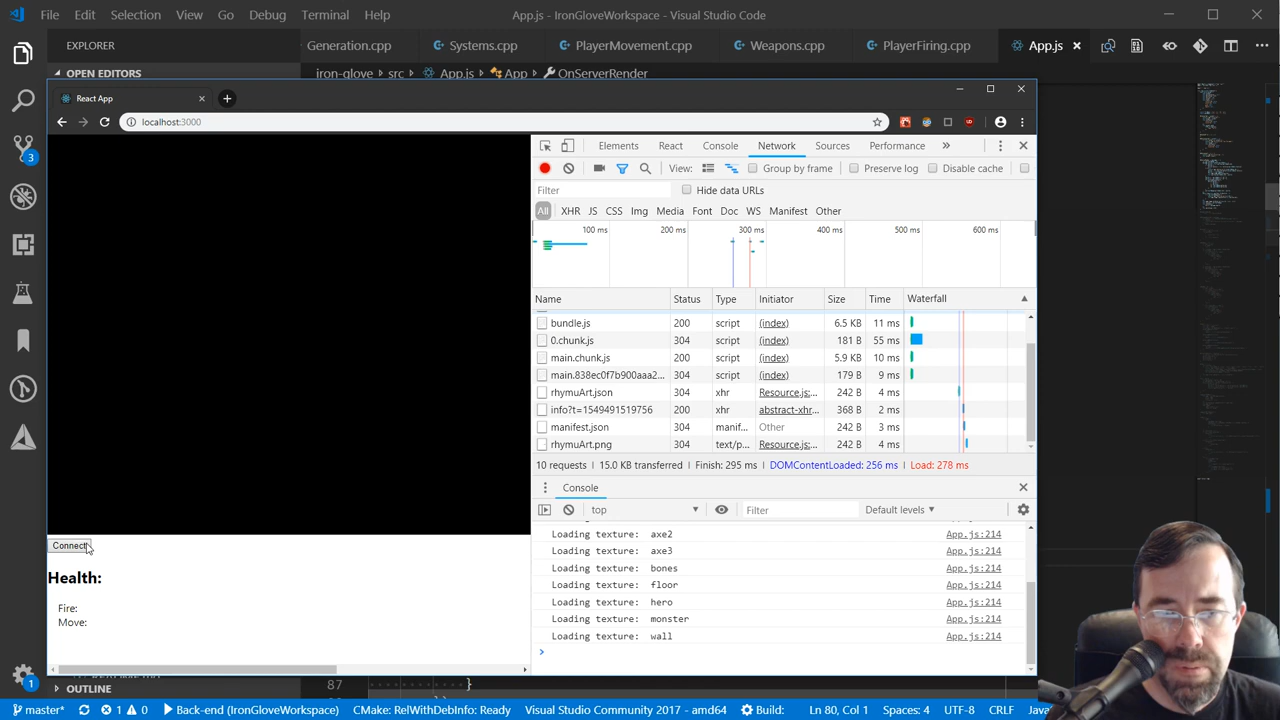 File Edit Selection View Go Debug Terminal Help App.js - IronGloveWorkspace - Visual Studio Code
EXPLORER Generation.cpp Systems.cpp PlayerMovement.cpp Weapons.cpp PlayerFiring.cpp App.js
OPEN EDITORS iron-glove › src › App.js › App › OnServerRender
React App
localhost:3000
Elements React Console Network Sources Performance »
View: Group by frame Preserve log Disable cache
Filter Hide data URLs
All XHR JS CSS Img Media Font Doc WS Manifest Other
100 ms 200 ms 300 ms 400 ms 500 ms 600 ms
Name Status Type Initiator Size Time Waterfall
bundle.js 200 script (index) 6.5 KB 11 ms
0.chunk.js 304 script (index) 181 B 55 ms
main.chunk.js 200 script (index) 5.9 KB 10 ms
main.838ec0f7b900aaa2... 304 script (index) 179 B 9 ms
rhymuArt.json 304 xhr Resource.js:... 242 B 4 ms
info?t=1549491519756 200 xhr abstract-xhr... 368 B 2 ms
manifest.json 304 manif... Other 242 B 3 ms
rhymuArt.png 304 text/p... Resource.js:... 242 B 4 ms
10 requests | 15.0 KB transferred | Finish: 295 ms | DOMContentLoaded: 256 ms | Load: 278 ms
Console
top Filter Default levels
Loading texture: axe2 App.js:214
Loading texture: axe3 App.js:214
Loading texture: bones App.js:214
Loading texture: floor App.js:214
Loading texture: hero App.js:214
Loading texture: monster App.js:214
Loading texture: wall App.js:214
Connect
Health:
Fire:
Move:
3
1
87 }
OUTLINE
master* 1 0 Back-end (IronGloveWorkspace) CMake: RelWithDebInfo: Ready Visual Studio Community 2017 - amd64 Build: Ln 80, Col 1 Spaces: 4 UTF-8 CRLF